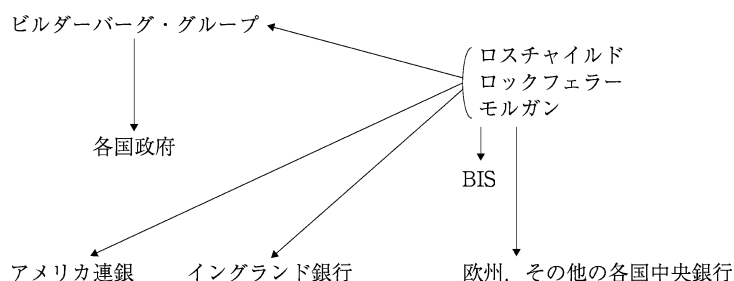 ビルダーバーグ・グループ
ロスチャイルド
ロックフェラー
モルガン
各国政府
BIS
アメリカ連銀
イングランド銀行
欧州，その他の各国中央銀行